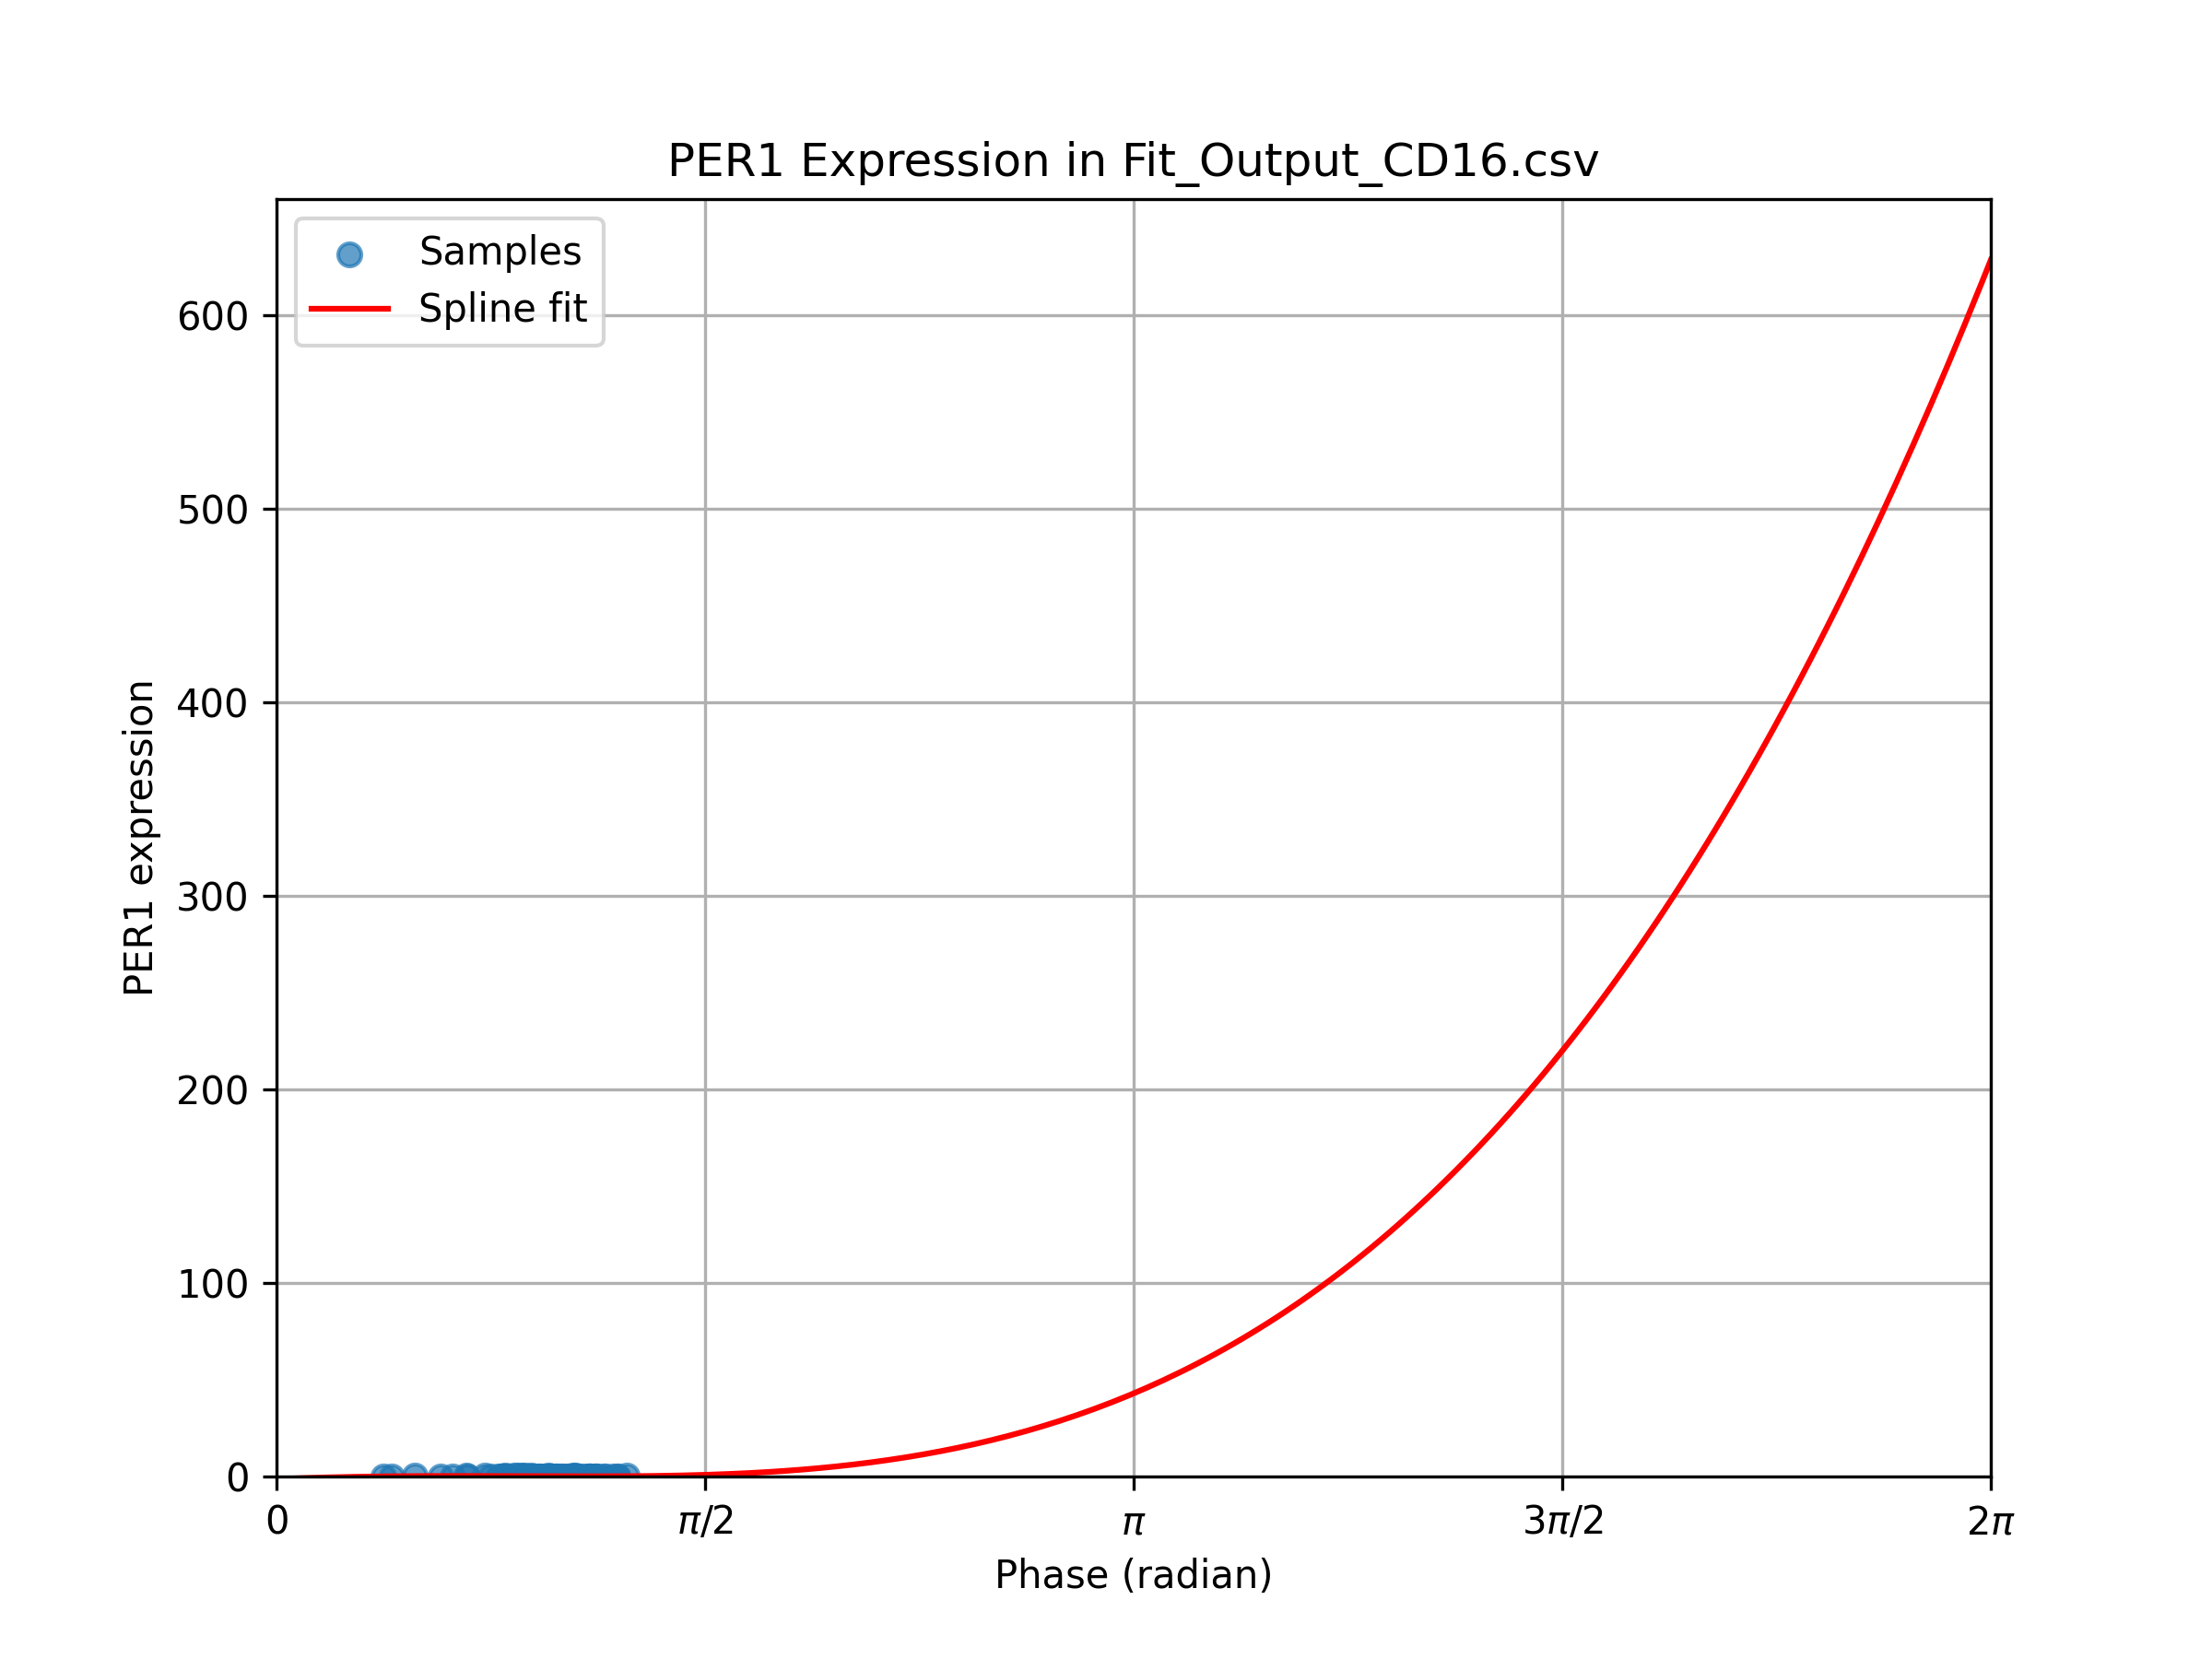 PER1 Expression in Fit_Output_CD16.csv
Samples
Spline fit
600
500
400
300
200
100
0
PER1 expression
0 π/2 π 3π/2 2π
Phase (radian)